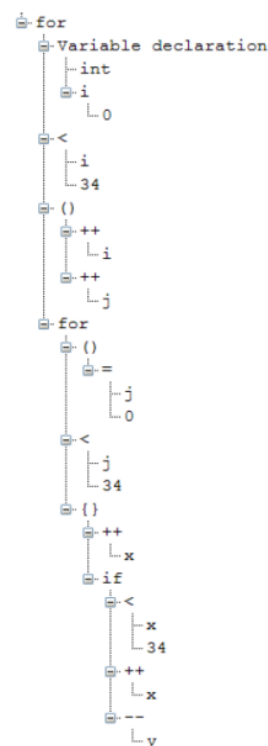 for
Variable declaration
int
i
0
<
i
34
()
++
i
++
j
for
()
=
j
0
<
j
34
{}
++
x
if
<
x
34
++
x
--
y